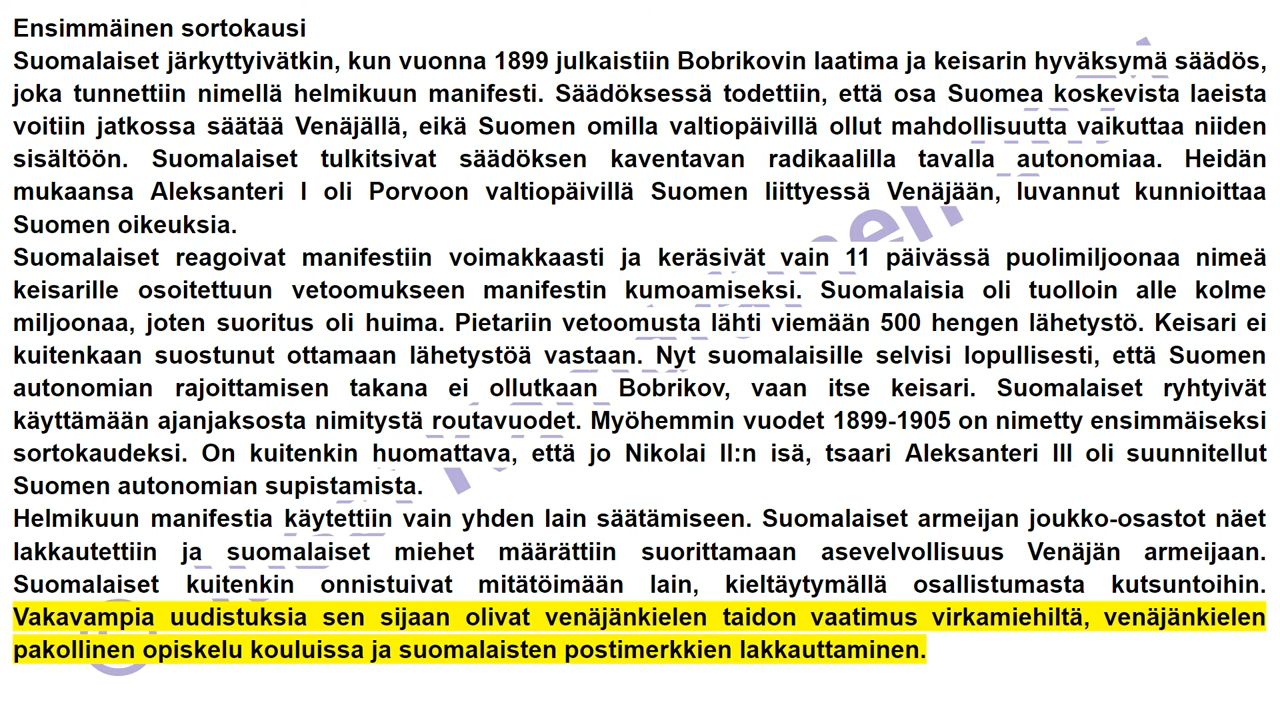 Ensimmäinen sortokausi
Suomalaiset järkyttyivätkin, kun vuonna 1899 julkaistiin Bobrikovin laatima ja keisarin hyväksymä säädös,
joka tunnettiin nimellä helmikuun manifesti. Säädöksessä todettiin, että osa Suomea koskevista laeista
voitiin jatkossa säätää Venäjällä, eikä Suomen omilla valtiopäivillä ollut mahdollisuutta vaikuttaa niiden
sisältöön. Suomalaiset tulkitsivat säädöksen kaventavan radikaalilla tavalla autonomiaa. Heidän
mukaansa Aleksanteri I oli Porvoon valtiopäivillä Suomen liittyessä Venäjään, luvannut kunnioittaa
Suomen oikeuksia.
Suomalaiset reagoivat manifestiin voimakkaasti ja keräsivät vain 11 päivässä puolimiljoonaa nimeä
keisarille osoitettuun vetoomukseen manifestin kumoamiseksi. Suomalaisia oli tuolloin alle kolme
miljoonaa, joten suoritus oli huima. Pietariin vetoomusta lähti viemään 500 hengen lähetystö. Keisari ei
kuitenkaan suostunut ottamaan lähetystöä vastaan. Nyt suomalaisille selvisi lopullisesti, että Suomen
autonomian rajoittamisen takana ei ollutkaan Bobrikov, vaan itse keisari. Suomalaiset ryhtyivät
käyttämään ajanjaksosta nimitystä routavuodet. Myöhemmin vuodet 1899-1905 on nimetty ensimmäiseksi
sortokaudeksi. On kuitenkin huomattava, että jo Nikolai II:n isä, tsaari Aleksanteri III oli suunnitellut
Suomen autonomian supistamista.
Helmikuun manifestia käytettiin vain yhden lain säätämiseen. Suomalaiset armeijan joukko-osastot näet
lakkautettiin ja suomalaiset miehet määrättiin suorittamaan asevelvollisuus Venäjän armeijaan.
Suomalaiset kuitenkin onnistuivat mitätöimään lain, kieltäytymällä osallistumasta kutsuntoihin.
Vakavampia uudistuksia sen sijaan olivat venäjänkielen taidon vaatimus virkamiehiltä, venäjänkielen
pakollinen opiskelu kouluissa ja suomalaisten postimerkkien lakkauttaminen.